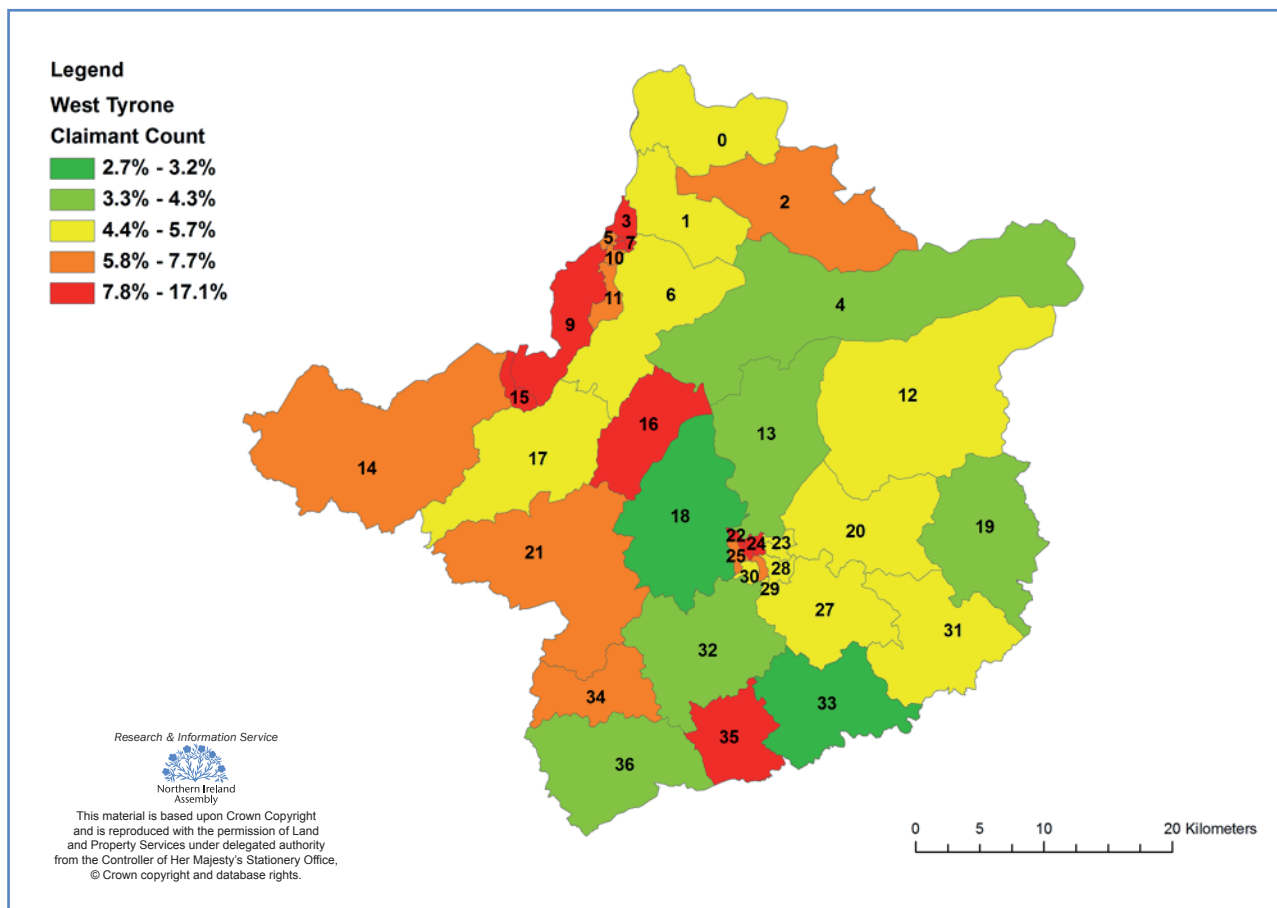 Legend
West Tyrone
Claimant Count
2.7% - 3.2%
3.3% - 4.3%
4.4% - 5.7%
5.8% - 7.7%
7.8% - 17.1%
0
1
2
3
5
7
10
6
11
4
9
15
12
16
13
14
17
18
19
20
21
22
24
23
25
30
28
29
27
31
32
33
34
35
36
Research & Information Service
Northern Ireland
Assembly
This material is based upon Crown Copyright
and is reproduced with the permission of Land
and Property Services under delegated authority
from the Controller of Her Majesty's Stationery Office,
© Crown copyright and database rights.
0 5 10 20 Kilometers